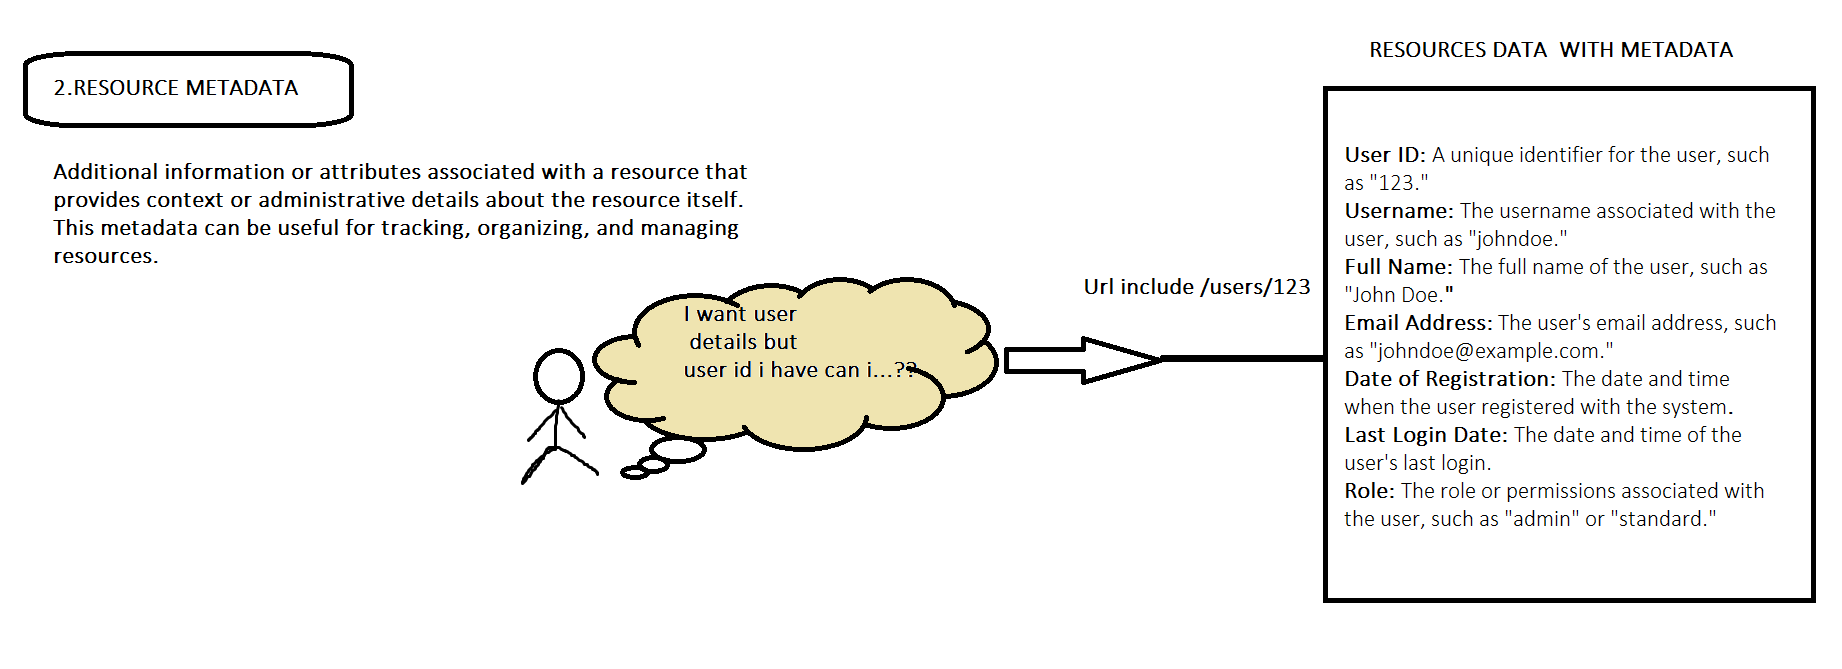 2.RESOURCE METADATA
Additional information or attributes associated with a resource that
provides context or administrative details about the resource itself.
This metadata can be useful for tracking, organizing, and managing
resources.
I want user
details but
user id i have can i...??
Url include /users/123
RESOURCES DATA WITH METADATA
User ID: A unique identifier for the user, such
as "123."
Username: The username associated with the
user, such as "johndoe."
Full Name: The full name of the user, such as
"John Doe."
Email Address: The user's email address, such
as "johndoe@example.com."
Date of Registration: The date and time
when the user registered with the system.
Last Login Date: The date and time of the
user's last login.
Role: The role or permissions associated with
the user, such as "admin" or "standard."